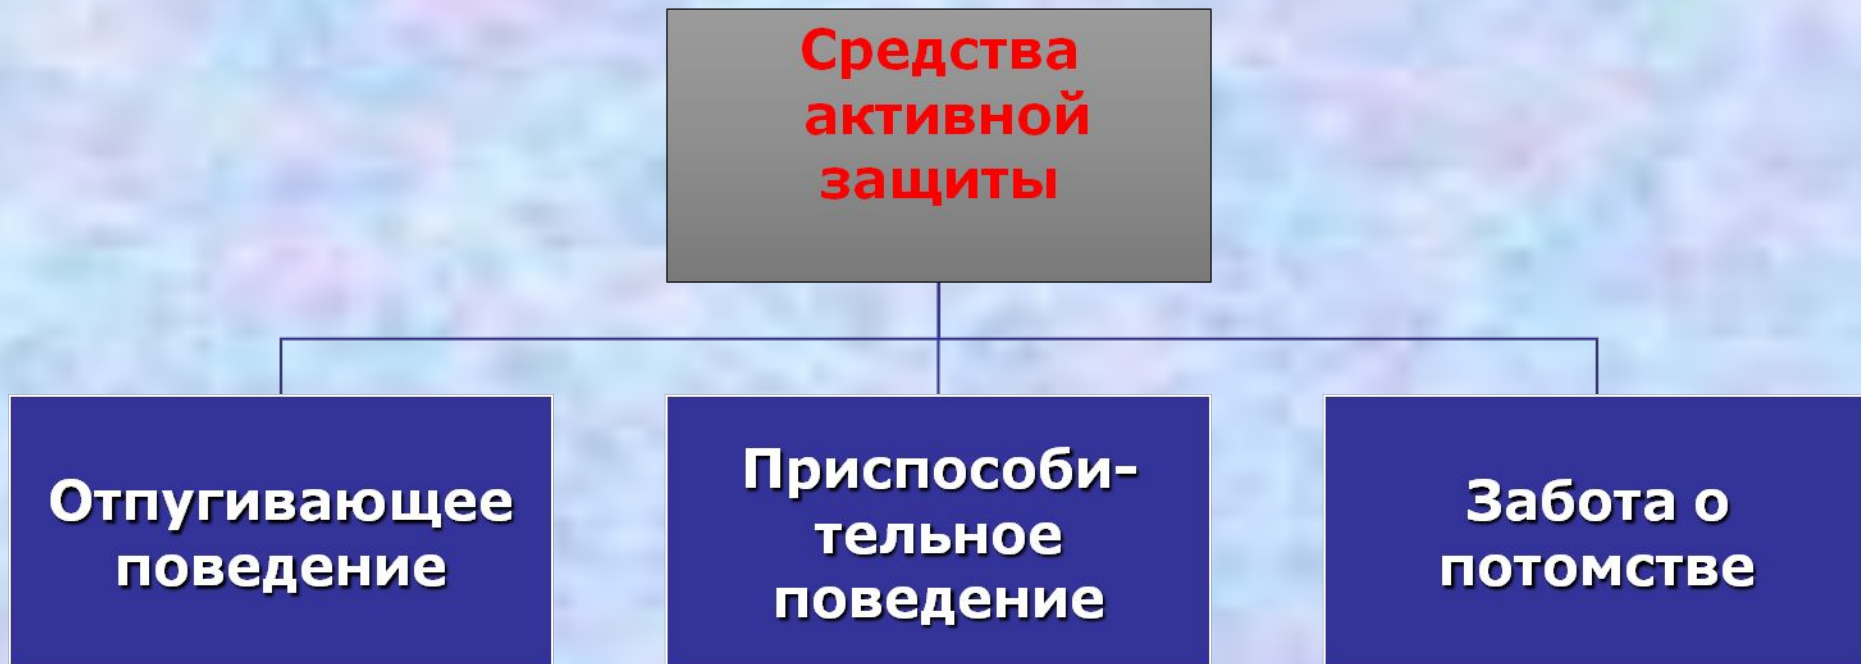 Средства
активной
защиты
Отпугивающее
поведение
Приспособи-
тельное
поведение
Забота о
потомстве